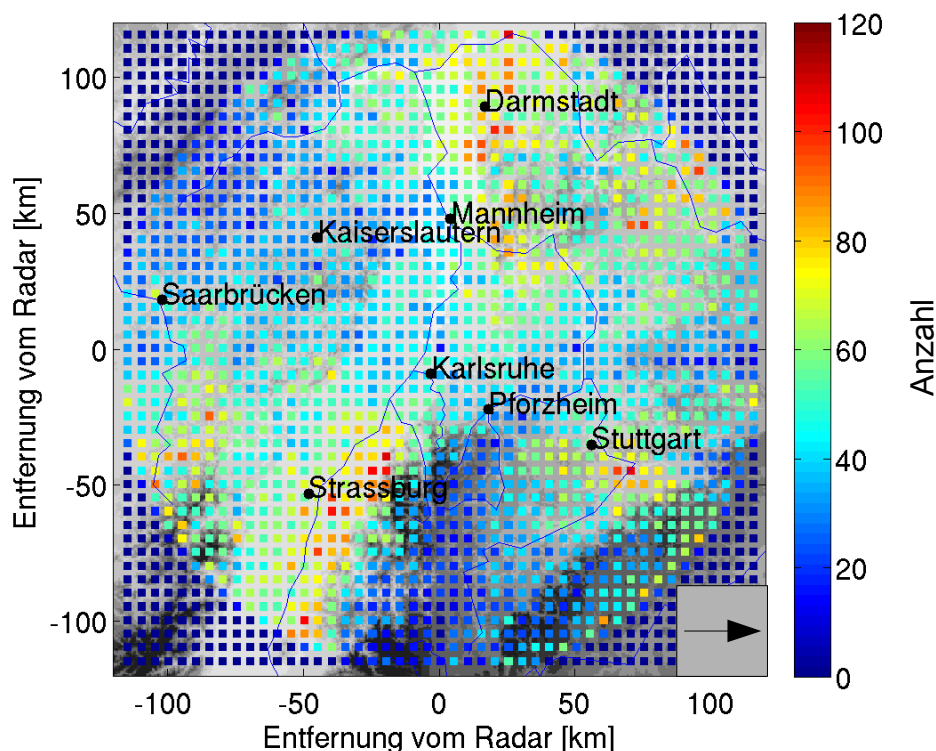 120
100
80
60
40
20
0
Anzahl
100
50
0
-50
-100
Entfernung vom Radar [km]
Darmstadt
Mannheim
Kaiserslautern
Saarbrücken
Karlsruhe
Pforzheim
Stuttgart
Strassburg
-100
-50
0
50
100
Entfernung vom Radar [km]